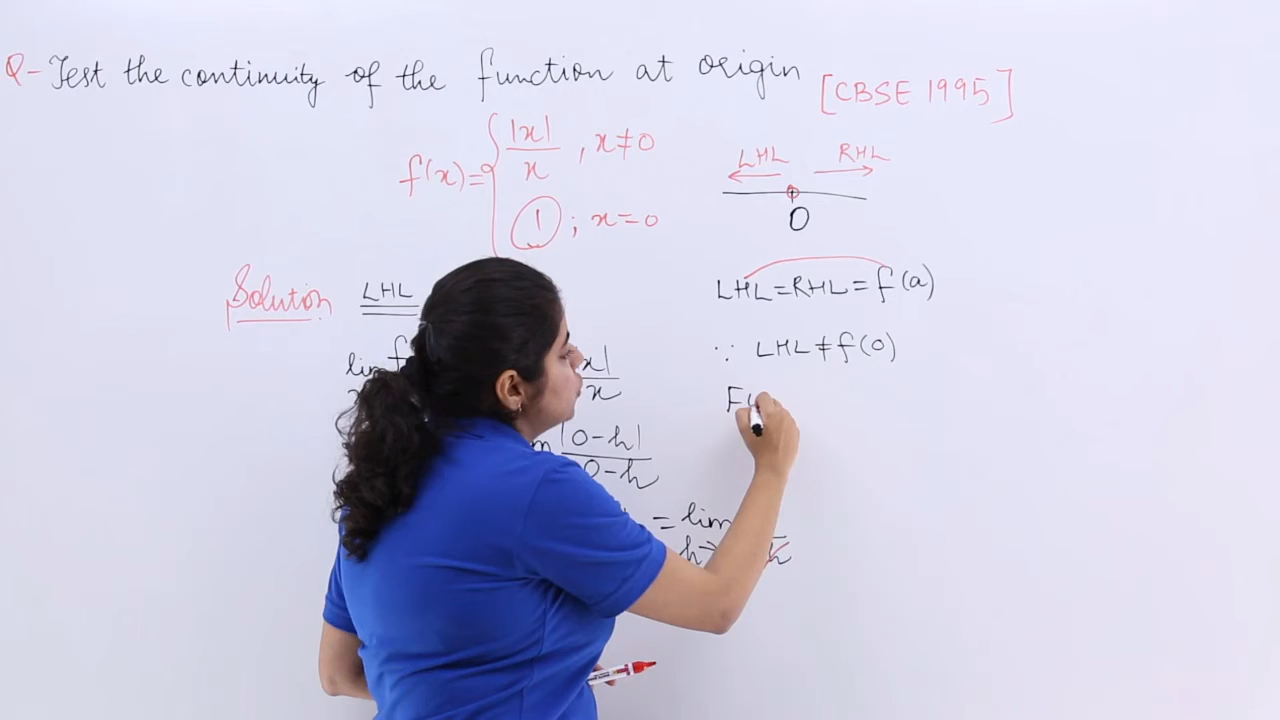 Q- Test the continuity of the function at origin
[CBSE 1995]
f(x)={ |x|/x , x≠0
1 ; x=0
LHL RHL
0
Solution LHL
LHL=RHL=f(a)
∵ LHL≠f(0)
lim f |x|/x
F
|0-h|/0-h
= lim h→ h